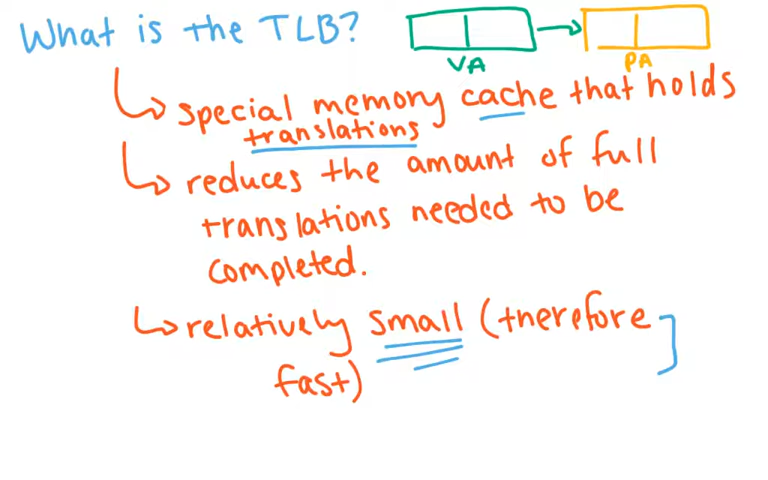 What is the TLB?
VA
PA
↳ special memory cache that holds
translations
↳ reduces the amount of full
translations needed to be
completed.
↳ relatively small (therefore
fast)